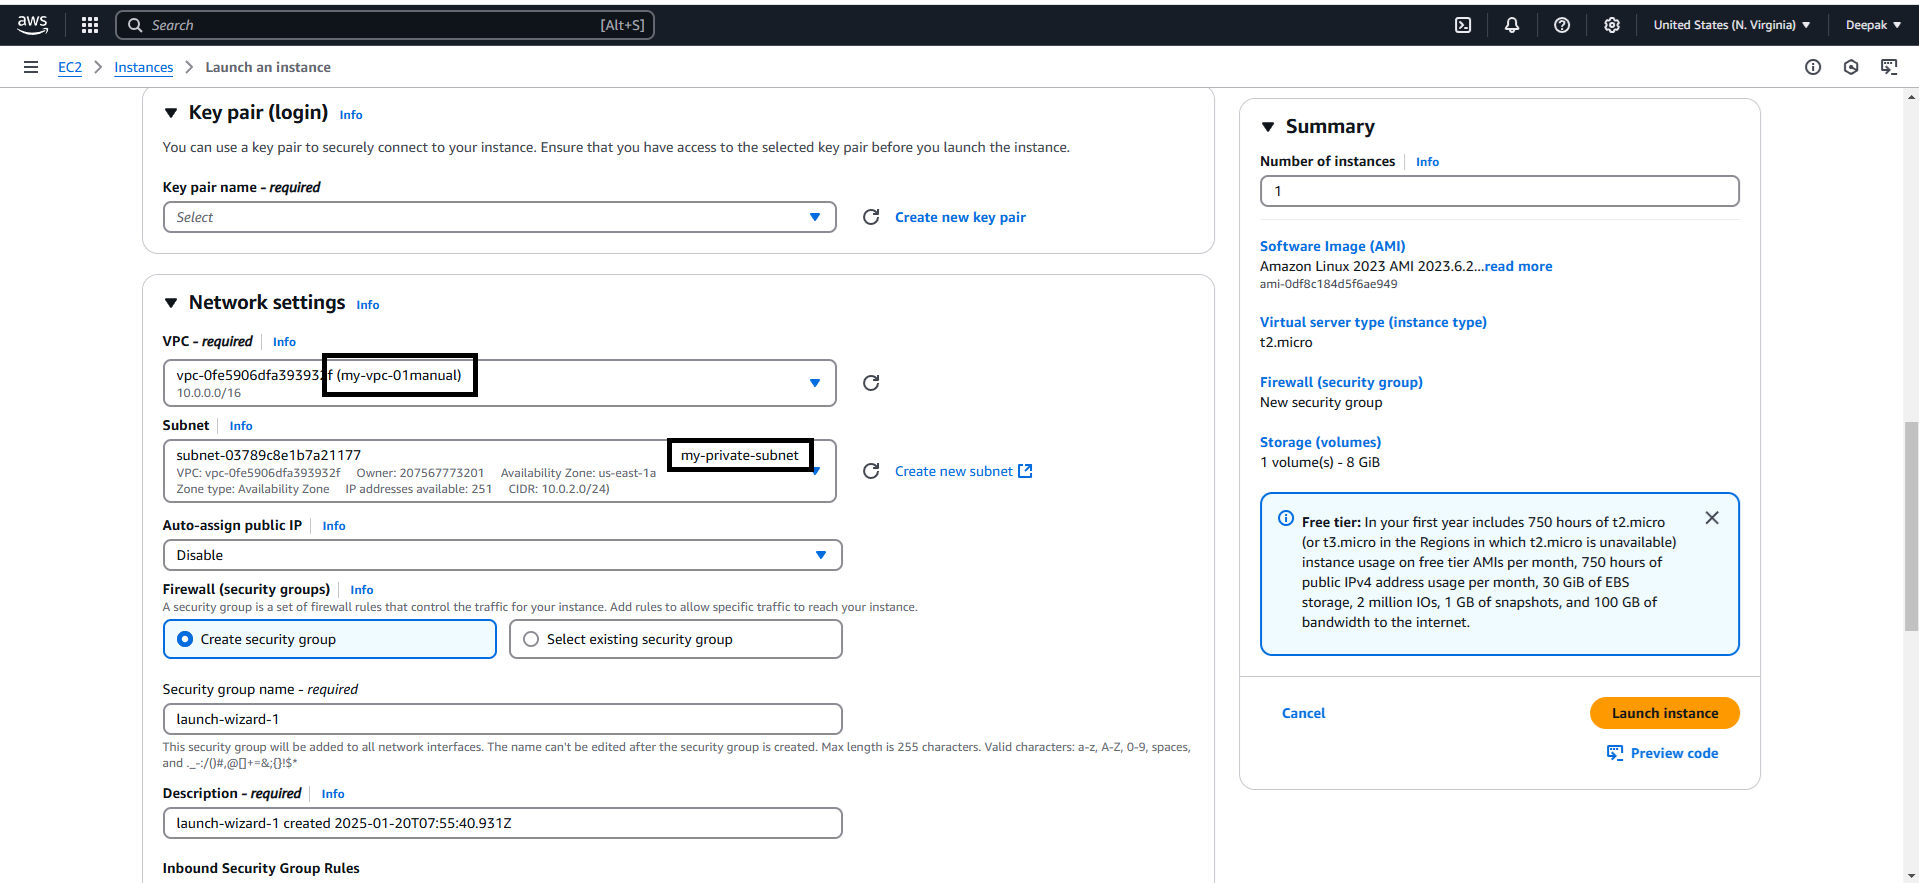 aws
Search [Alt+S]
United States (N. Virginia)
Deepak
EC2
Instances
Launch an instance
Key pair (login) Info
You can use a key pair to securely connect to your instance. Ensure that you have access to the selected key pair before you launch the instance.
Key pair name - required
Select
Create new key pair
Network settings Info
VPC - required Info
vpc-0fe5906dfa393932f (my-vpc-01manual)
10.0.0.0/16
Subnet Info
subnet-03789c8e1b7a21177 my-private-subnet
VPC: vpc-0fe5906dfa393932f Owner: 207567773201 Availability Zone: us-east-1a
Zone type: Availability Zone IP addresses available: 251 CIDR: 10.0.2.0/24)
Create new subnet
Auto-assign public IP Info
Disable
Firewall (security groups) Info
A security group is a set of firewall rules that control the traffic for your instance. Add rules to allow specific traffic to reach your instance.
Create security group
Select existing security group
Security group name - required
launch-wizard-1
This security group will be added to all network interfaces. The name can't be edited after the security group is created. Max length is 255 characters. Valid characters: a-z, A-Z, 0-9, spaces,
and ._-:/()#,@[]+=&;{}!$*
Description - required Info
launch-wizard-1 created 2025-01-20T07:55:40.931Z
Inbound Security Group Rules
Summary
Number of instances Info
1
Software Image (AMI)
Amazon Linux 2023 AMI 2023.6.2...read more
ami-0df8c184d5f6ae949
Virtual server type (instance type)
t2.micro
Firewall (security group)
New security group
Storage (volumes)
1 volume(s) - 8 GiB
Free tier: In your first year includes 750 hours of t2.micro
(or t3.micro in the Regions in which t2.micro is unavailable)
instance usage on free tier AMIs per month, 750 hours of
public IPv4 address usage per month, 30 GiB of EBS
storage, 2 million IOs, 1 GB of snapshots, and 100 GB of
bandwidth to the internet.
Cancel
Launch instance
Preview code